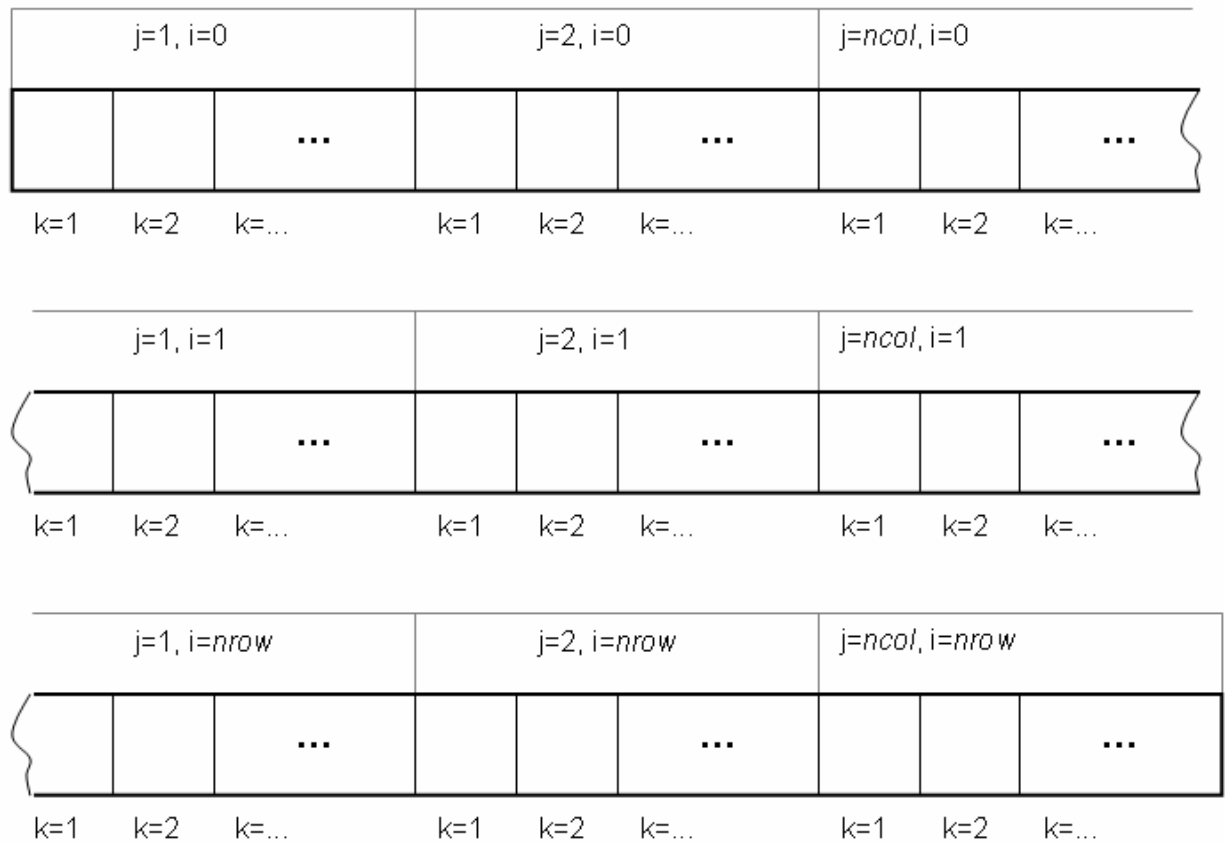 j=1, i=0 j=2, i=0 j=ncol, i=0
... ... ...
k=1 k=2 k=... k=1 k=2 k=... k=1 k=2 k=...
j=1, i=1 j=2, i=1 j=ncol, i=1
... ... ...
k=1 k=2 k=... k=1 k=2 k=... k=1 k=2 k=...
j=1, i=nrow j=2, i=nrow j=ncol, i=nrow
... ... ...
k=1 k=2 k=... k=1 k=2 k=... k=1 k=2 k=...